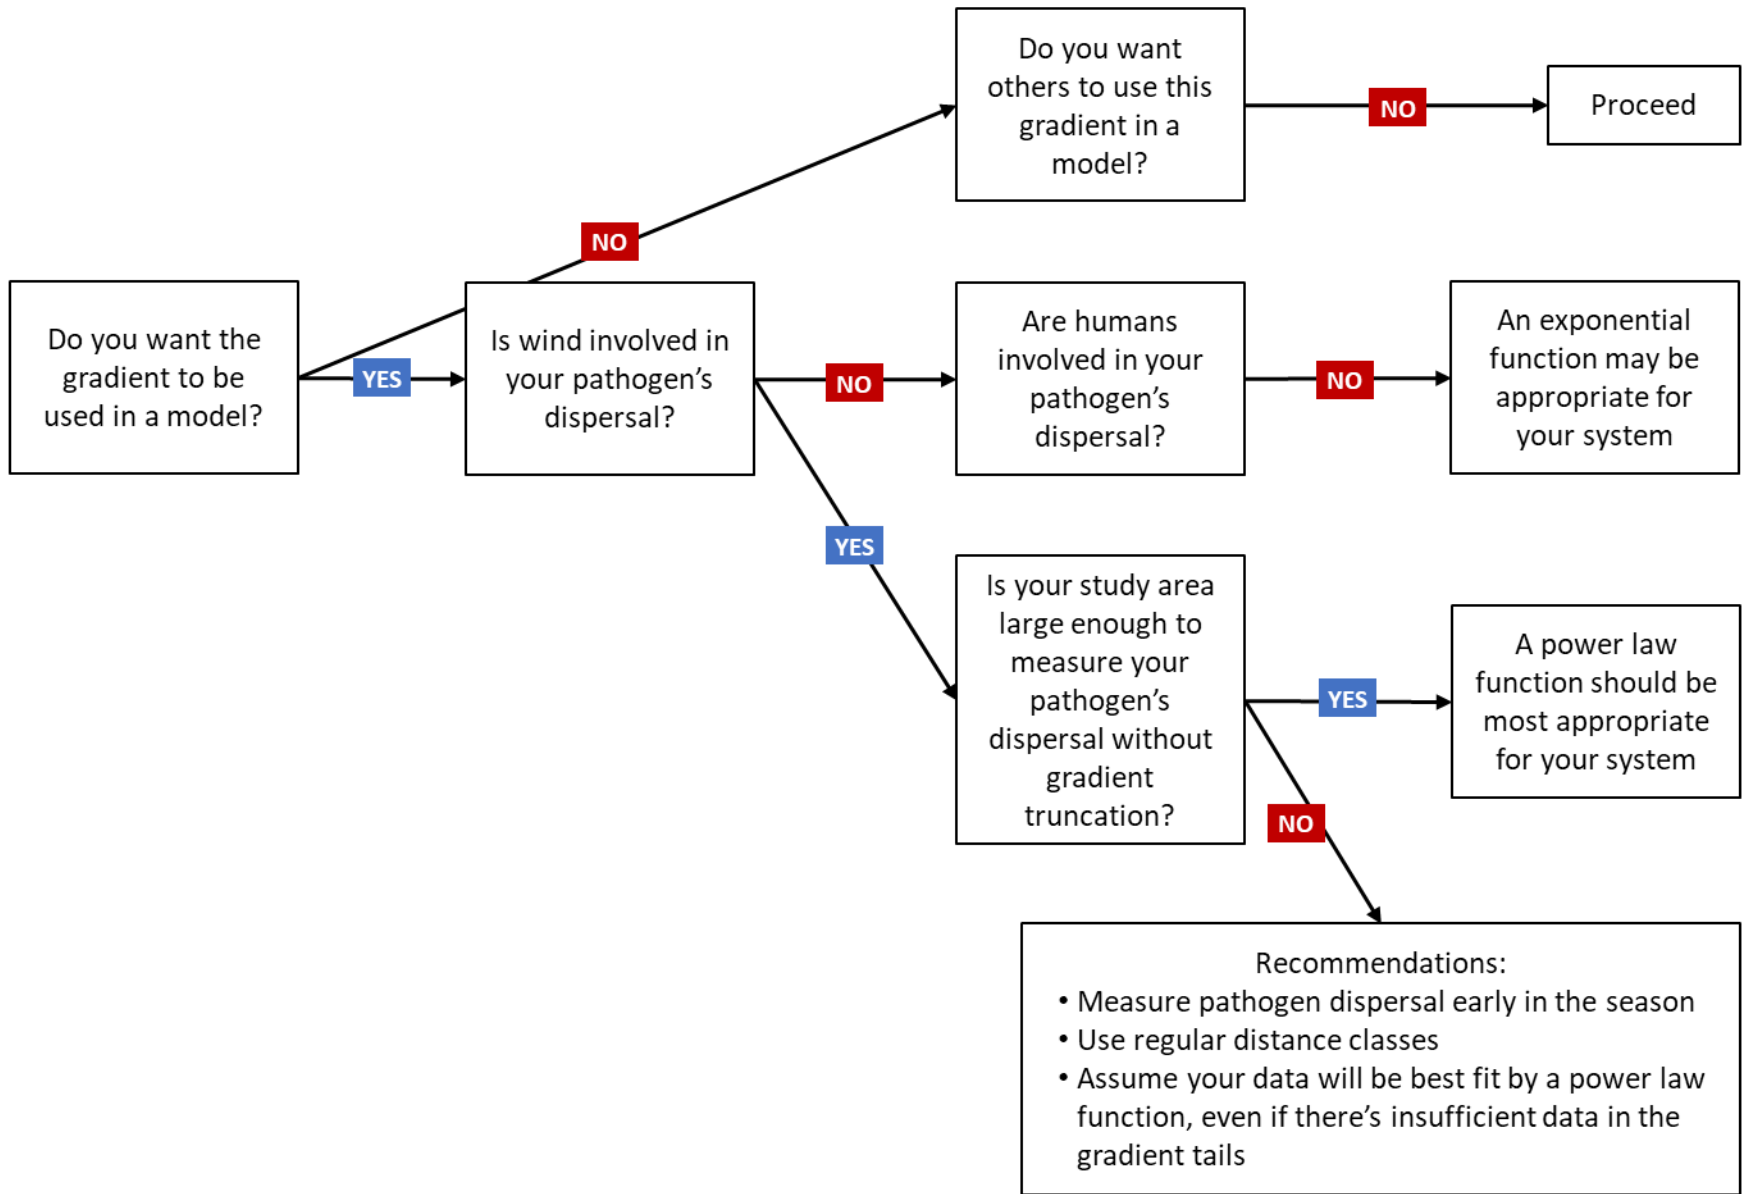 Do you want
others to use this
gradient in a
model?
NO
Proceed
NO
Do you want the
gradient to be
used in a model?
YES
Is wind involved in
your pathogen’s
dispersal?
NO
Are humans
involved in your
pathogen’s
dispersal?
NO
An exponential
function may be
appropriate for
your system
YES
Is your study area
large enough to
measure your
pathogen’s
dispersal without
gradient
truncation?
YES
A power law
function should be
most appropriate
for your system
NO
Recommendations:
• Measure pathogen dispersal early in the season
• Use regular distance classes
• Assume your data will be best fit by a power law
function, even if there’s insufficient data in the
gradient tails